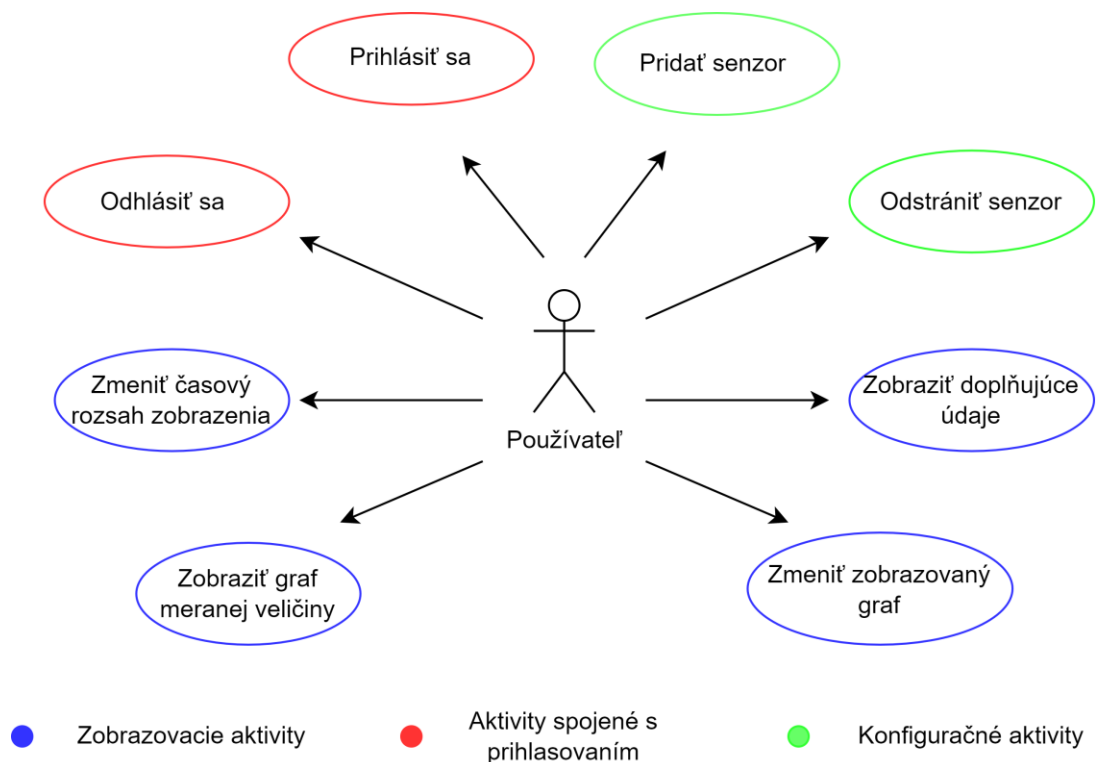 Prihlásiť sa
Pridať senzor
Odhlásiť sa
Odstrániť senzor
Zmeniť časový
rozsah zobrazenia
Zobraziť doplňujúce
údaje
Používateľ
Zobraziť graf
meranej veličiny
Zmeniť zobrazovaný
graf
Zobrazovacie aktivity
Aktivity spojené s
prihlasovaním
Konfiguračné aktivity